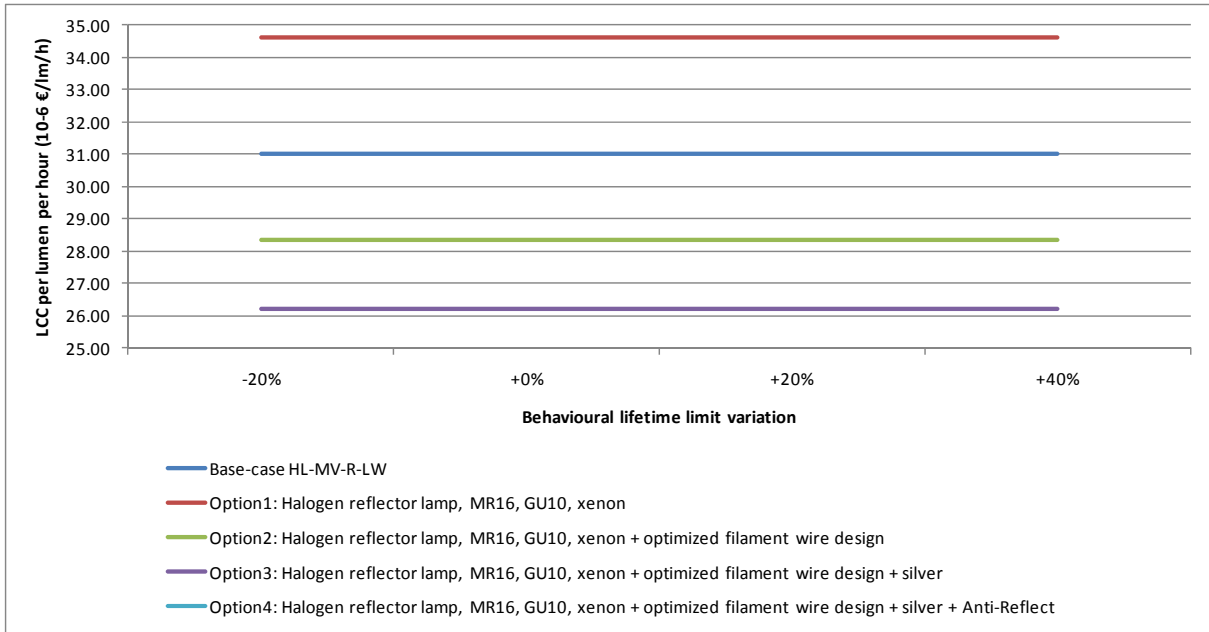 35.00
34.00
33.00
32.00
31.00
30.00
29.00
28.00
27.00
26.00
25.00
LCC per lumen per hour (10-6 €/lm/h)
-20%
+0%
+20%
+40%
Behavioural lifetime limit variation
Base-case HL-MV-R-LW
Option1: Halogen reflector lamp, MR16, GU10, xenon
Option2: Halogen reflector lamp, MR16, GU10, xenon + optimized filament wire design
Option3: Halogen reflector lamp, MR16, GU10, xenon + optimized filament wire design + silver
Option4: Halogen reflector lamp, MR16, GU10, xenon + optimized filament wire design + silver + Anti-Reflect